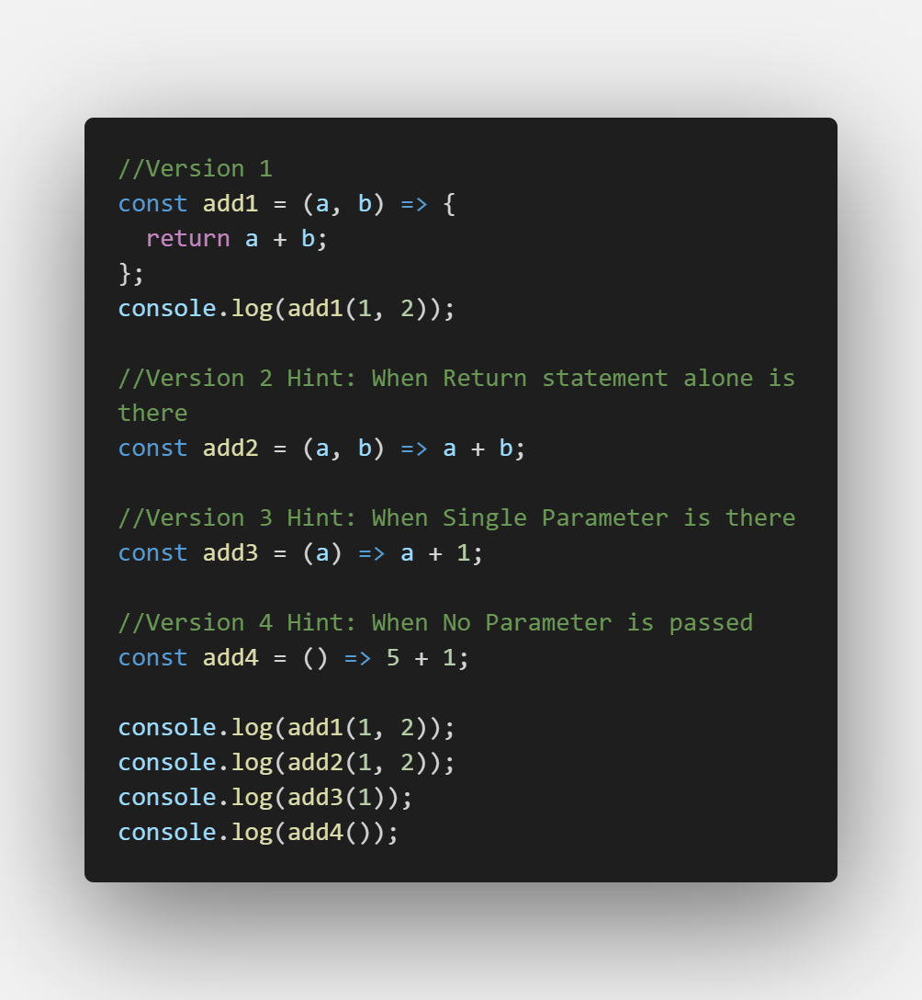 //Version 1
const add1 = (a, b) => {
  return a + b;
};
console.log(add1(1, 2));

//Version 2 Hint: When Return statement alone is
there
const add2 = (a, b) => a + b;

//Version 3 Hint: When Single Parameter is there
const add3 = (a) => a + 1;

//Version 4 Hint: When No Parameter is passed
const add4 = () => 5 + 1;

console.log(add1(1, 2));
console.log(add2(1, 2));
console.log(add3(1));
console.log(add4());